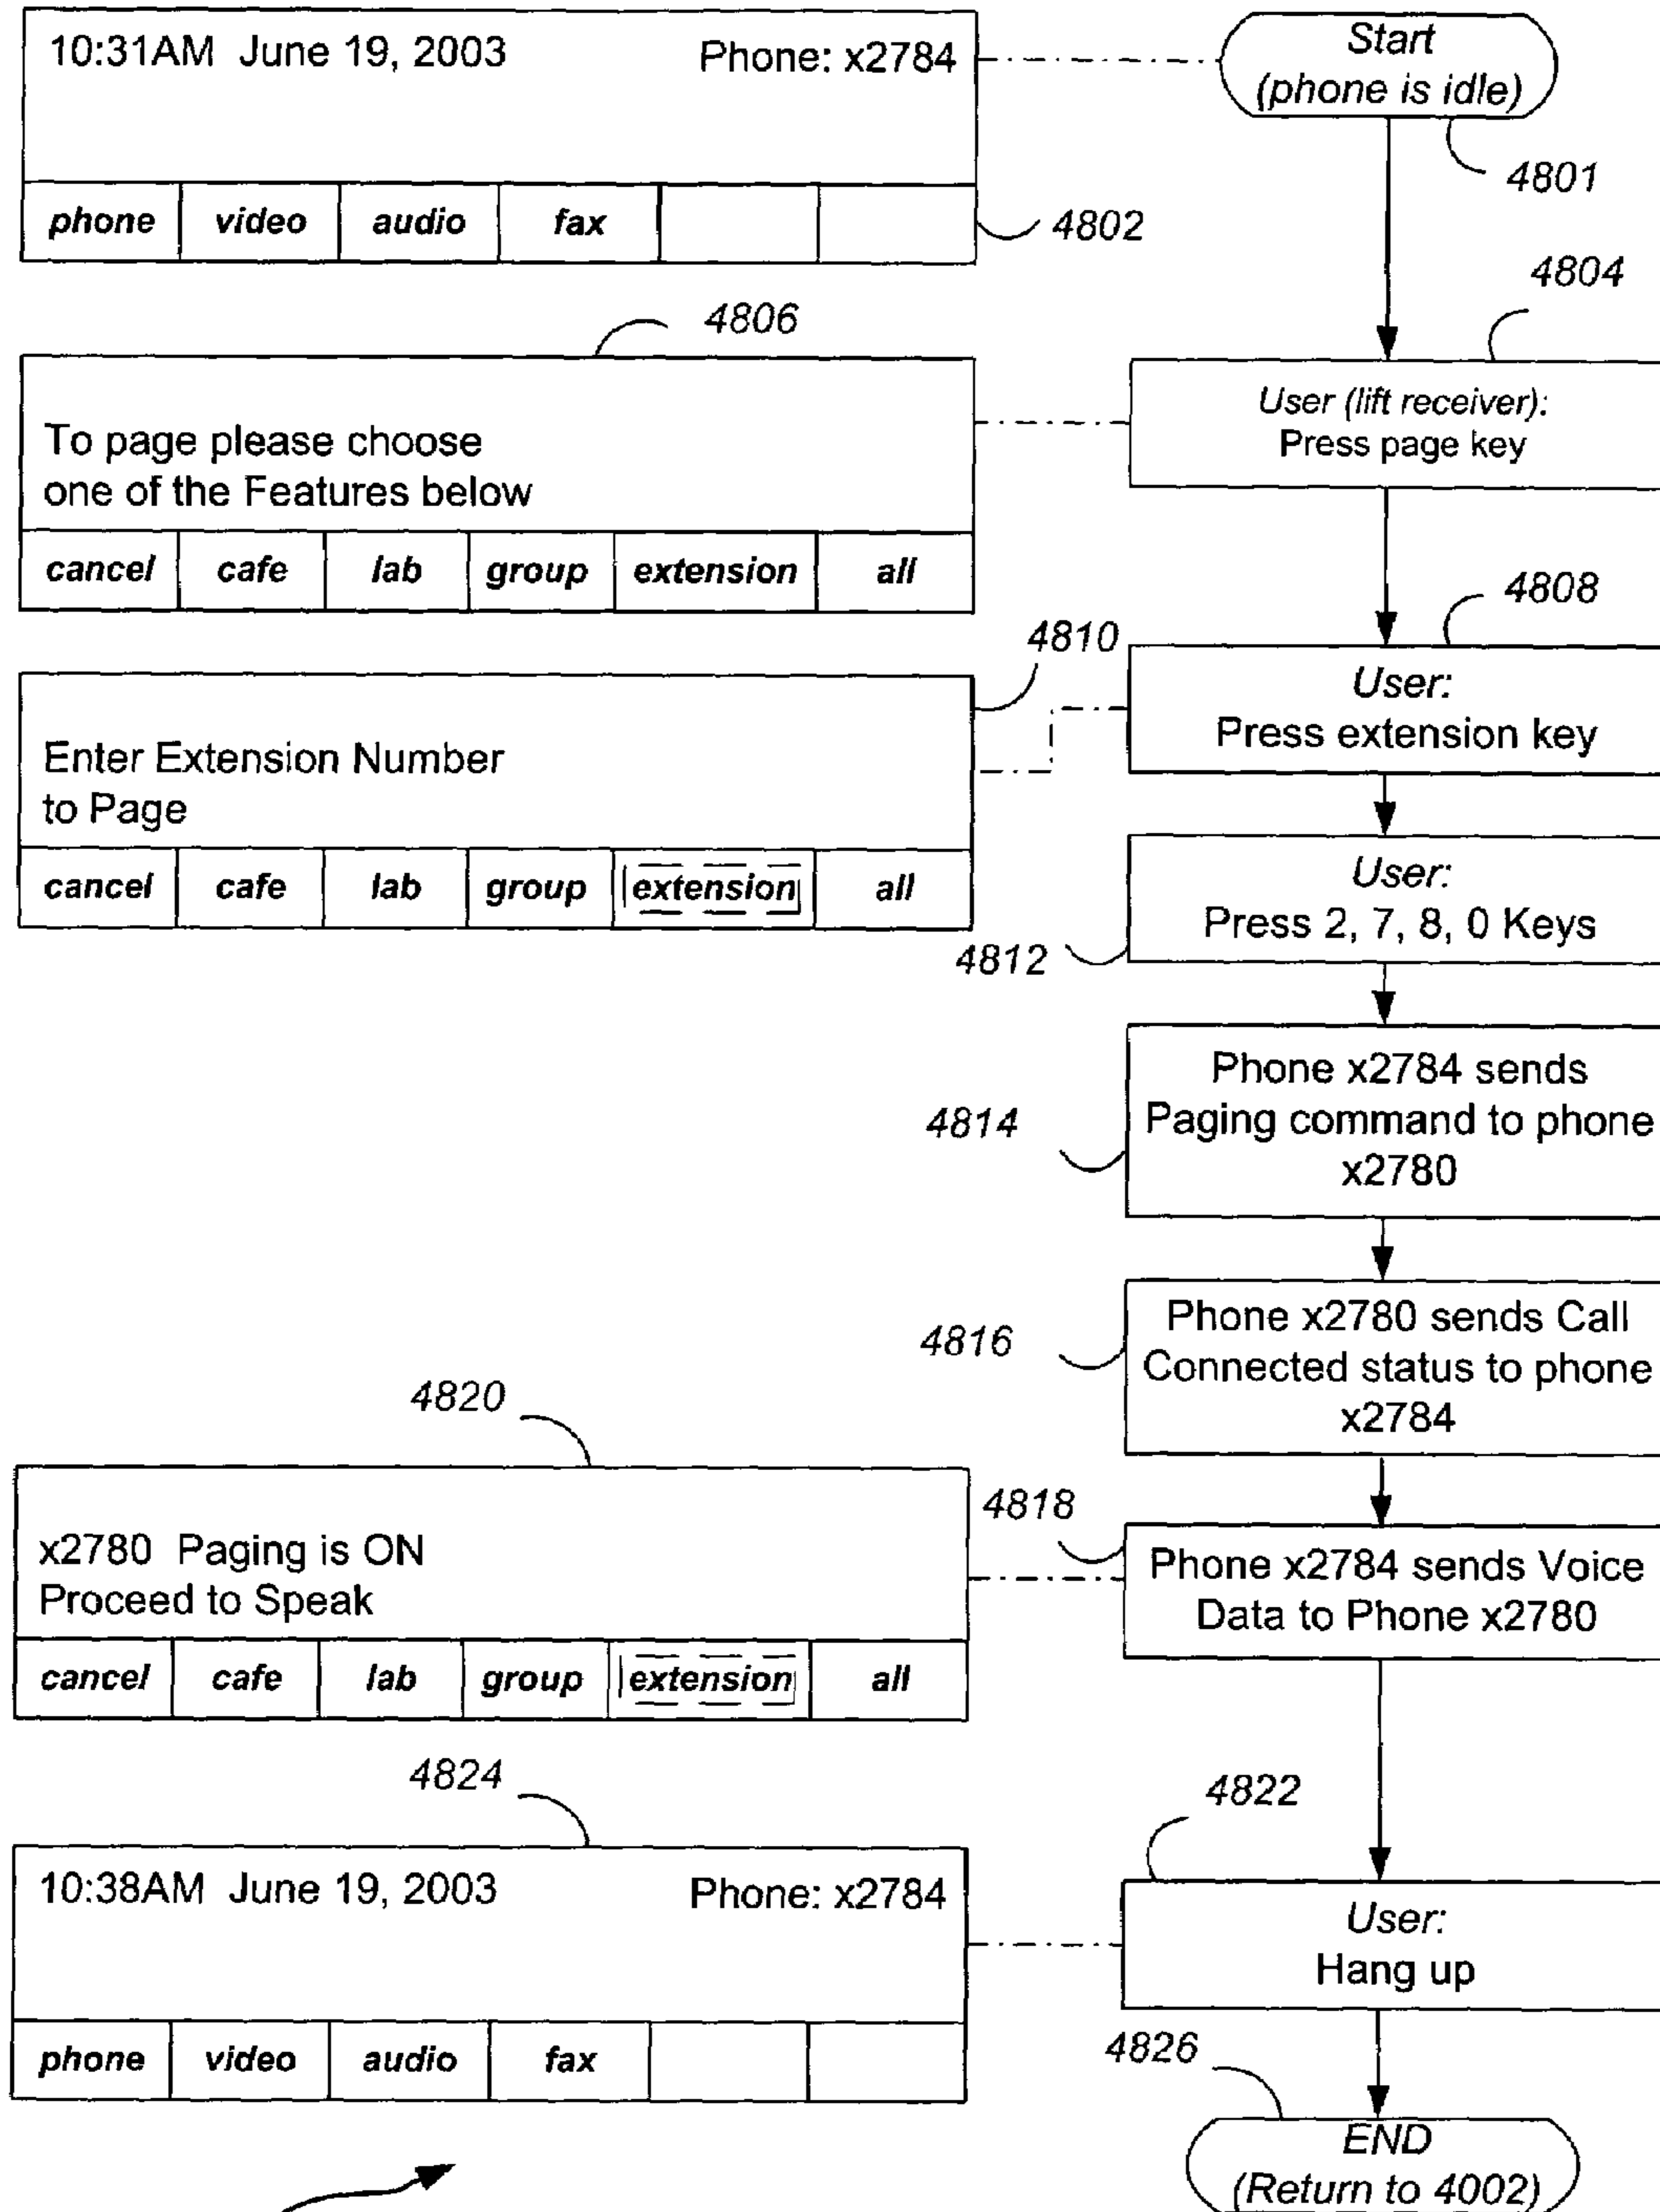 10:31AM June 19, 2003 Phone: x2784
phone video audio fax
4802
Start
(phone is idle)
4801
4804
4806
To page please choose
one of the Features below
cancel cafe lab group extension all
User (lift receiver):
Press page key
4808
4810
Enter Extension Number
to Page
cancel cafe lab group extension all
User:
Press extension key
User:
Press 2, 7, 8, 0 Keys
4812
Phone x2784 sends
Paging command to phone
x2780
4814
Phone x2780 sends Call
Connected status to phone
x2784
4816
4820
x2780 Paging is ON
Proceed to Speak
cancel cafe lab group extension all
4818
Phone x2784 sends Voice
Data to Phone x2780
4824
10:38AM June 19, 2003 Phone: x2784
phone video audio fax
4822
User:
Hang up
4826
END
(Return to 4002)